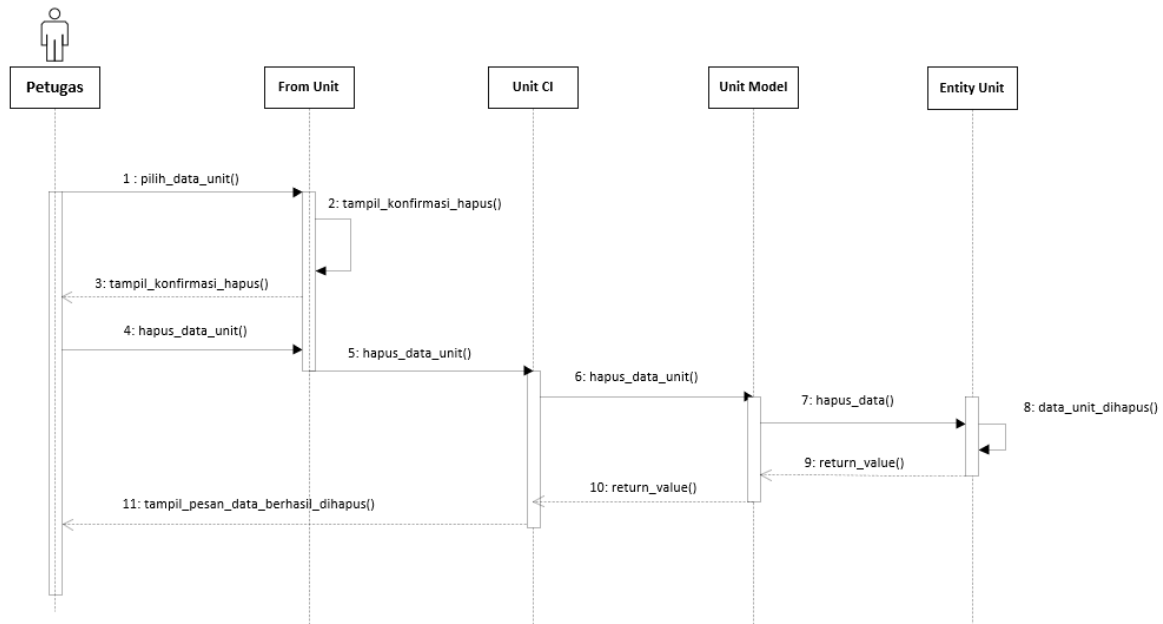 Petugas
From Unit
Unit CI
Unit Model
Entity Unit
1 : pilih_data_unit()
2: tampil_konfirmasi_hapus()
3: tampil_konfirmasi_hapus()
4: hapus_data_unit()
5: hapus_data_unit()
6: hapus_data_unit()
7: hapus_data()
8: data_unit_dihapus()
9: return_value()
10: return_value()
11: tampil_pesan_data_berhasil_dihapus()